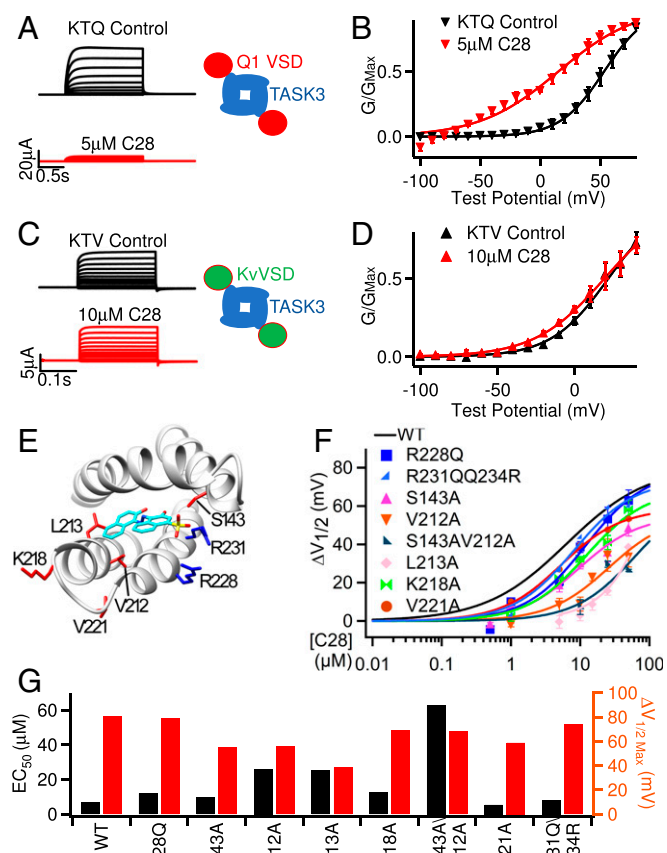 A
KTQ Control
Q1 VSD
TASK3
5µM C28
20µA
0.5s
B
KTQ Control
5µM C28
G/GMax
0.5
0.0
-100
-50
0
50
Test Potential (mV)
C
KTV Control
KvVSD
TASK3
10µM C28
5µA
0.1s
D
KTV Control
10µM C28
G/GMax
0.5
0.0
-100
-50
0
Test Potential (mV)
E
S143
L213
R231
K218
R228
V212
V221
F
WT
R228Q
R231QQ234R
S143A
V212A
S143AV212A
L213A
K218A
V221A
ΔV1/2 (mV)
80
60
40
20
0
[C28]
(µM)
0.01
0.1
1
10
100
G
EC50 (µM)
60
40
20
0
100
80
60
40
20
0
ΔV1/2 Max (mV)
WT
28Q
43A
12A
13A
18A
43AV
12A
21A
31QQ
34R